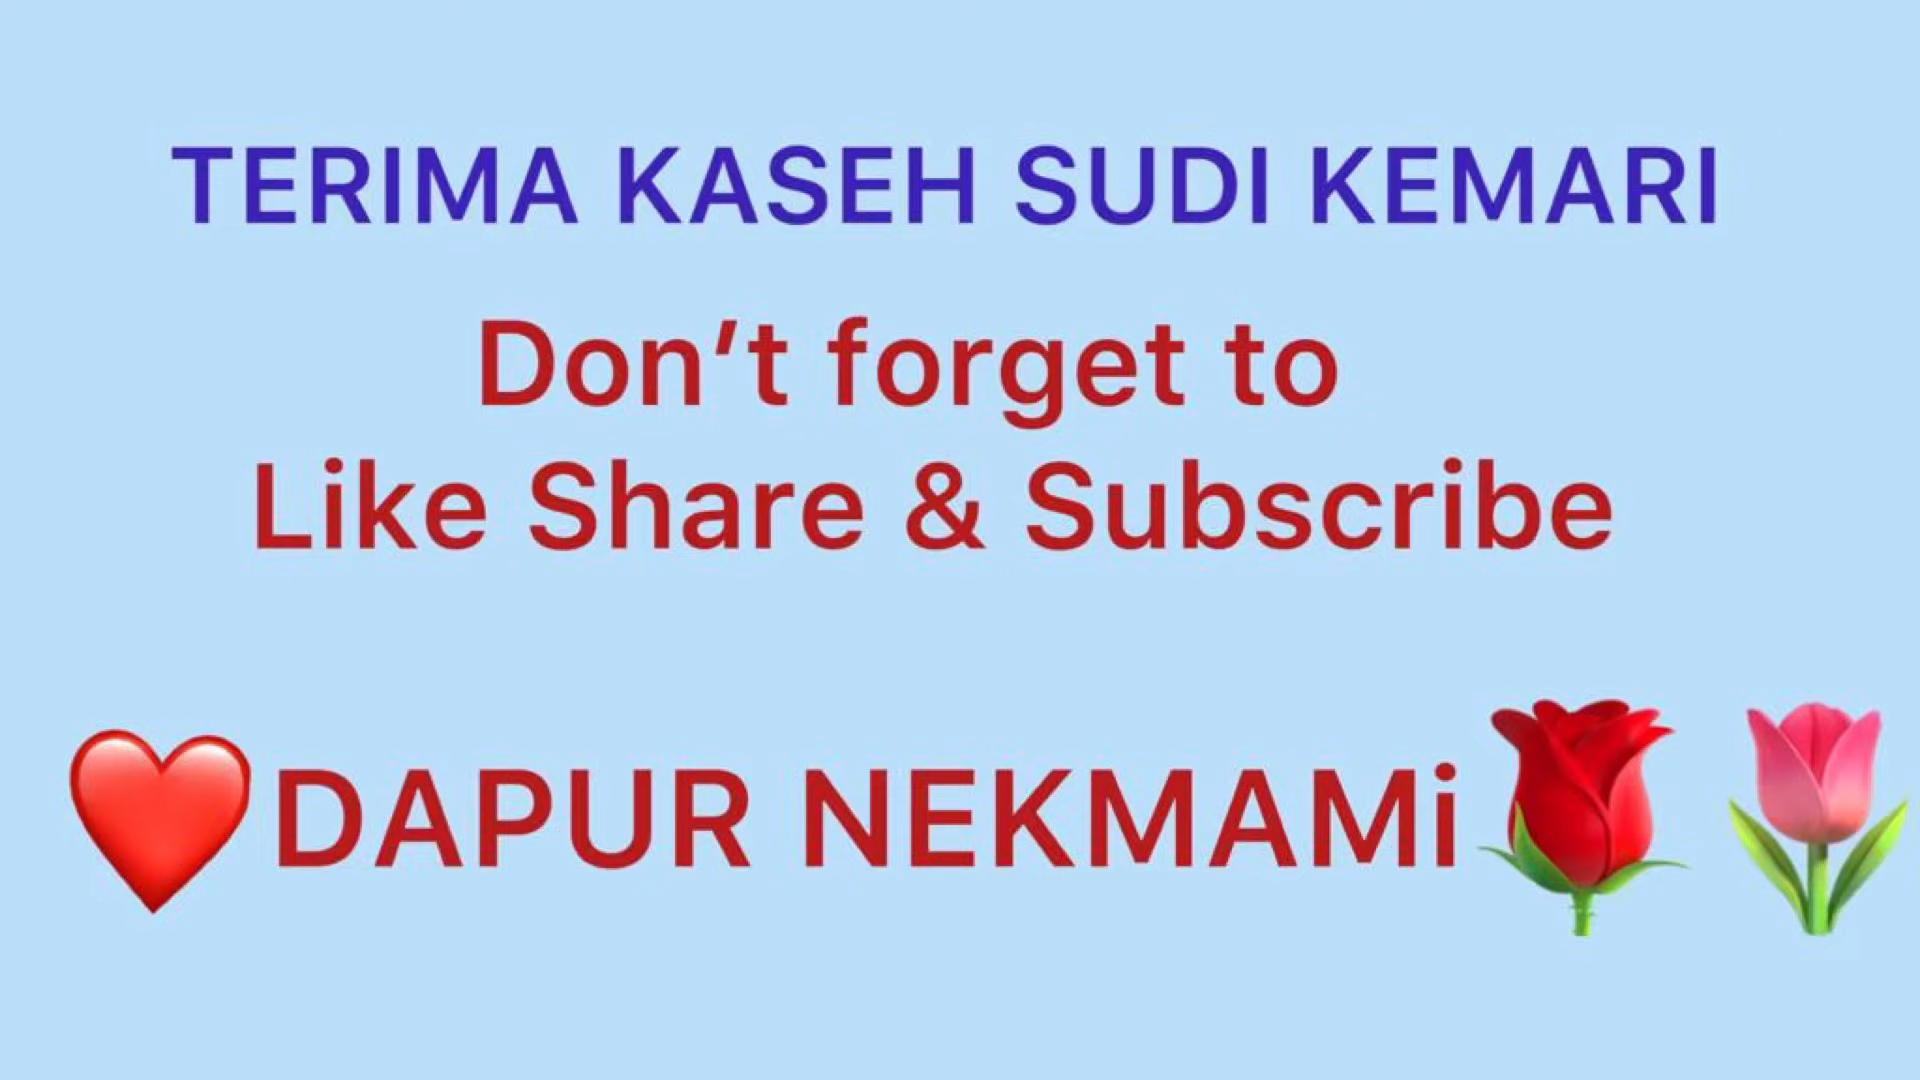 TERIMA KASEH SUDI KEMARI
Don’t forget to
Like Share & Subscribe
❤️DAPUR NEKMAMi🌹🌷